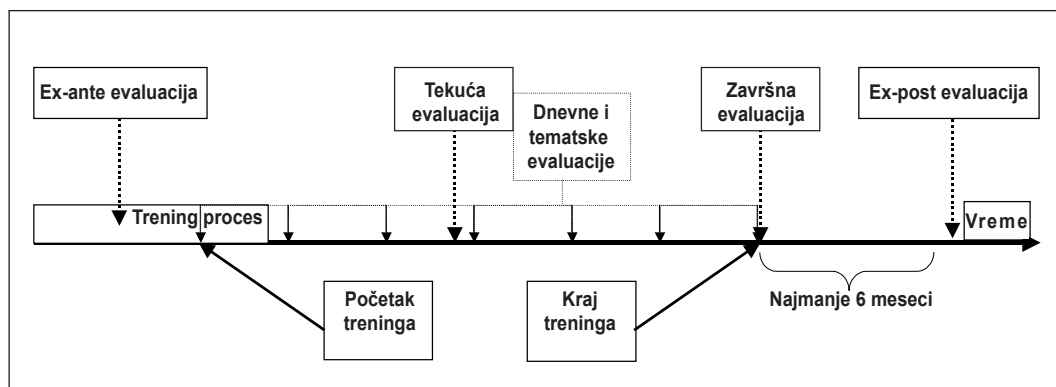 Ex-ante evaluacija
Tekuća
evaluacija
Dnevne i
tematske
evaluacije
Završna
evaluacija
Ex-post evaluacija
Trening proces
Vreme
Početak
treninga
Kraj
treninga
Najmanje 6 meseci